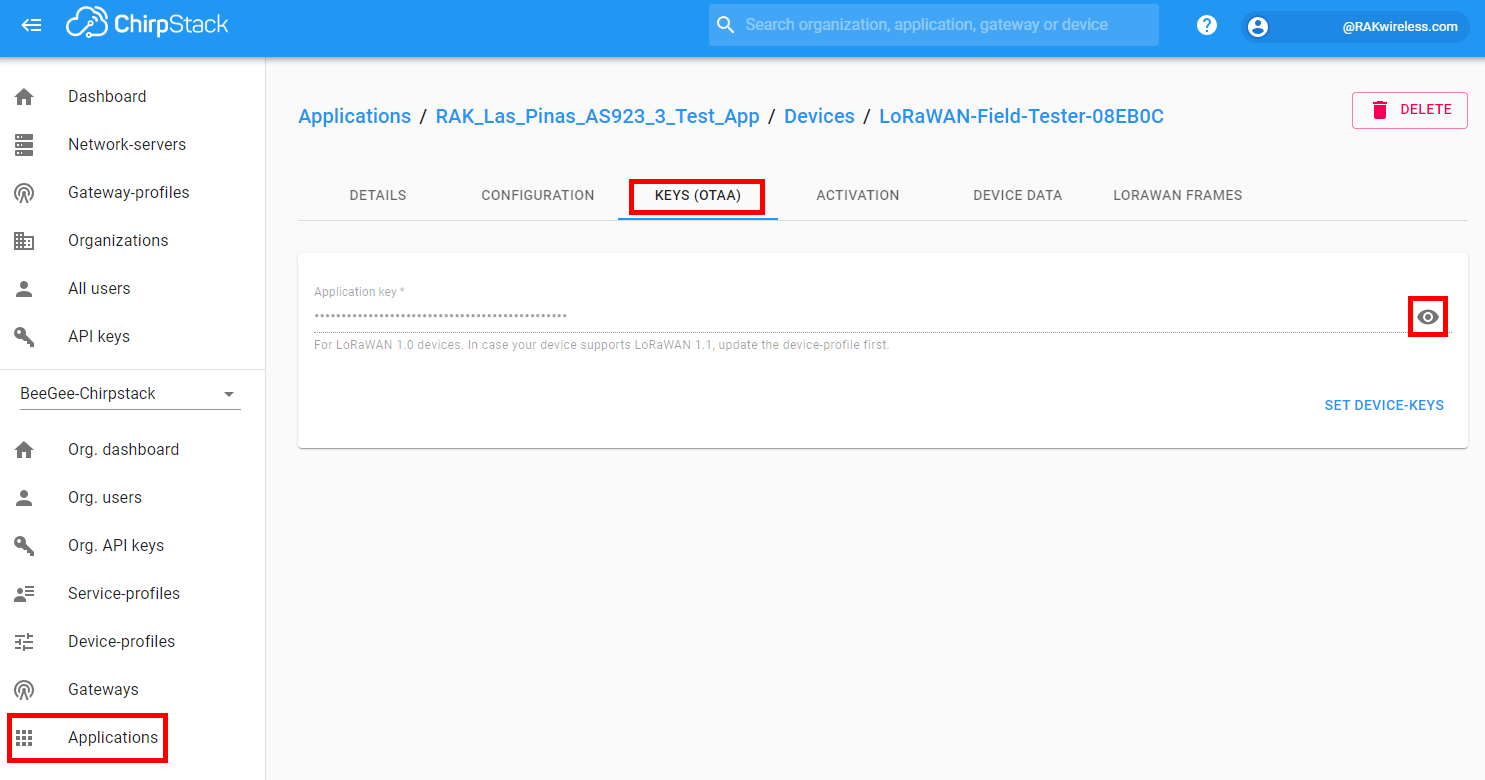 ChirpStack
Search organization, application, gateway or device
?
@RAKwireless.com
Dashboard
Network-servers
Gateway-profiles
Organizations
All users
API keys
BeeGee-Chirpstack
Org. dashboard
Org. users
Org. API keys
Service-profiles
Device-profiles
Gateways
Applications
Applications / RAK_Las_Pinas_AS923_3_Test_App / Devices / LoRaWAN-Field-Tester-08EB0C
DELETE
DETAILS CONFIGURATION KEYS (OTAA) ACTIVATION DEVICE DATA LORAWAN FRAMES
Application key *
••••••••••••••••••••••••••••••••••••••••••••••••
For LoRaWAN 1.0 devices. In case your device supports LoRaWAN 1.1, update the device-profile first.
SET DEVICE-KEYS